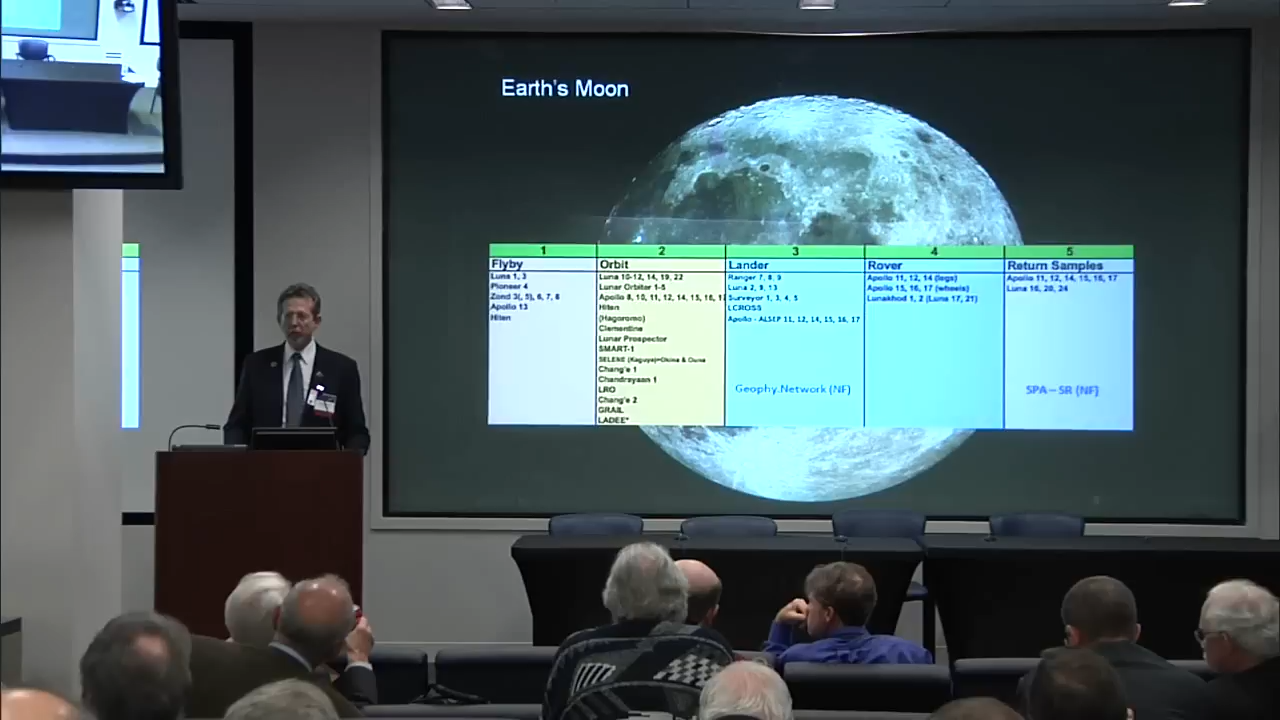 Earth's Moon
1 2 3 4 5
Flyby
Luna 1, 3
Pioneer 4
Zond 3(, 5), 6, 7, 8
Apollo 13
Hiten
Orbit
Luna 10-12, 14, 19, 22
Lunar Orbiter 1-5
Apollo 8, 10, 11, 12, 14, 15, 16, 17
Hiten
(Hagoromo)
Clementine
Lunar Prospector
SMART-1
SELENE (Kaguya)+Okina & Ouna
Chang'e 1
Chandrayaan 1
LRO
Chang'e 2
GRAIL
LADEE*
Lander
Ranger 7, 8, 9
Luna 2, 9, 13
Surveyor 1, 3, 4, 5
LCROSS
Apollo - ALSEP 11, 12, 14, 15, 16, 17
Geophy.Network (NF)
Rover
Apollo 11, 12, 14 (legs)
Apollo 15, 16, 17 (wheels)
Lunakhod 1, 2 (Luna 17, 21)
Return Samples
Apollo 11, 12, 14, 15, 16, 17
Luna 16, 20, 24
SPA – SR (NF)